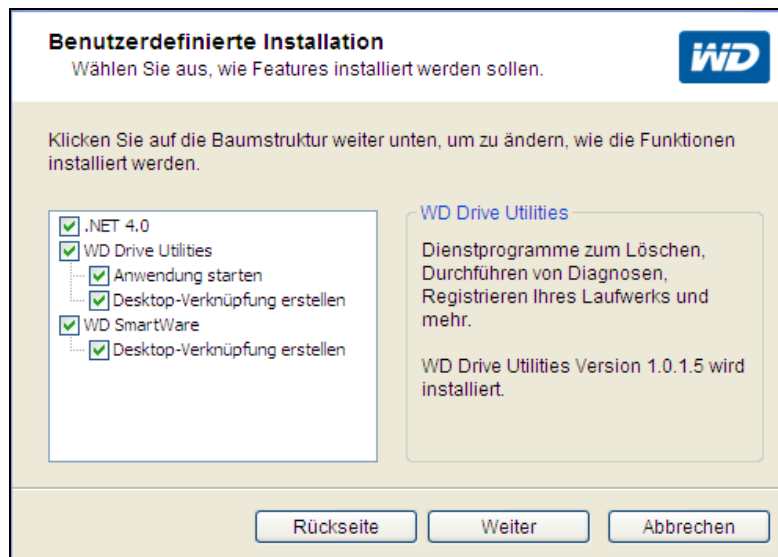 Benutzerdefinierte Installation
Wählen Sie aus, wie Features installiert werden sollen.
WD
Klicken Sie auf die Baumstruktur weiter unten, um zu ändern, wie die Funktionen
installiert werden.
.NET 4.0
WD Drive Utilities
Anwendung starten
Desktop-Verknüpfung erstellen
WD SmartWare
Desktop-Verknüpfung erstellen
WD Drive Utilities
Dienstprogramme zum Löschen,
Durchführen von Diagnosen,
Registrieren Ihres Laufwerks und
mehr.
WD Drive Utilities Version 1.0.1.5 wird
installiert.
Rückseite
Weiter
Abbrechen